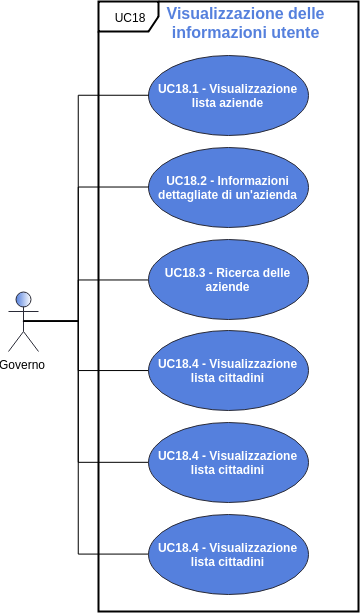 UC18
Visualizzazione delle
informazioni utente
UC18.1 - Visualizzazione
lista aziende
UC18.2 - Informazioni
dettagliate di un'azienda
UC18.3 - Ricerca delle
aziende
Governo
UC18.4 - Visualizzazione
lista cittadini
UC18.4 - Visualizzazione
lista cittadini
UC18.4 - Visualizzazione
lista cittadini